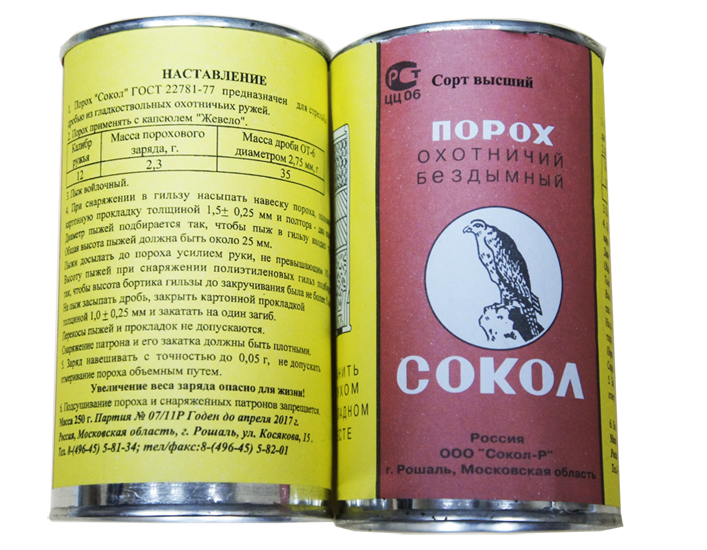 НАСТАВЛЕНИЕ
1. Порох "Сокол" ГОСТ 22781-77 предназначен для
дробью из гладкоствольных охотничьих ружей.
2. Порох применять с капсюлем "Жевело".
Калибр ружья
Масса порохового заряда, г.
Масса дроби ОТ-6 диаметром 2,75 мм, г
12
2,3
35
3. Пыж войлочный.
4. При снаряжении в гильзу насыпать навеску пороха,
картонную прокладку толщиной 1,5± 0,25 мм и полтора -
Диаметр пыжей подбирается так, чтобы пыж в гильзу
Общая высота пыжей должна быть около 25 мм.
Пыжи досылать до пороха усилием руки, не превышающим
Высоту пыжей при снаряжении полиэтиленовых гильз
так, чтобы высота бортика гильзы до закручивания была не более
На пыж засыпать дробь, закрыть картонной прокладкой
толщиной 1,0±0,25 мм и закатать на один загиб.
Перекосы пыжей и прокладок не допускаются.
Снаряжение патрона и его закатка должны быть плотными.
5. Заряд навешивать с точностью до 0,05 г, не допускать
отмеривание пороха объемным путем.
Увеличение веса заряда опасно для жизни!
6. Подсушивание пороха и снаряженных патронов запрещается.
Масса 250 г. Партия № 07/11Р Годен до апреля 2017 г.
Россия, Московская область, г. Рошаль, ул. Косякова, 15.
Тел. 8-(496-45) 5-81-34; тел/факс:8-(496-45) 5-82-01
РСТ
ЦЦ 06
Сорт высший
ПОРОХ
ОХОТНИЧИЙ
бездымный
СОКОЛ
Россия
ООО "Сокол-Р"
г. Рошаль, Московская область